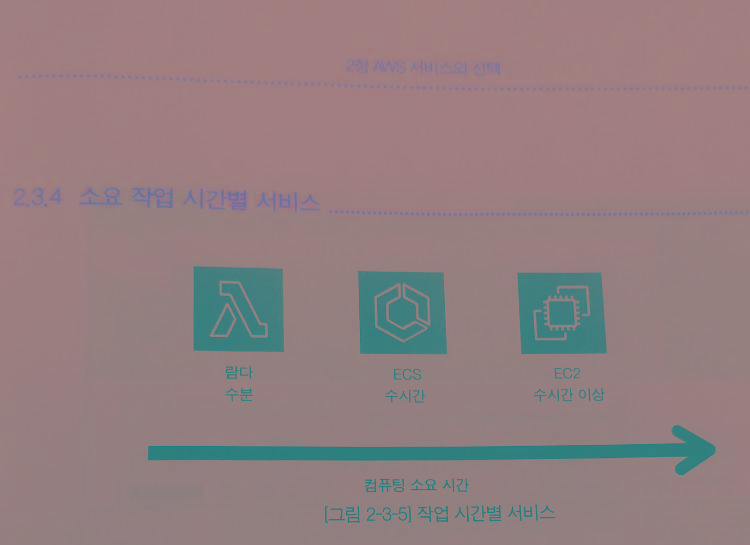 2장 AWS 서비스의 선택
2.3.4 소요 작업 시간별 서비스
람다
수분
ECS
수시간
EC2
수시간 이상
컴퓨팅 소요 시간
[그림 2-3-5] 작업 시간별 서비스